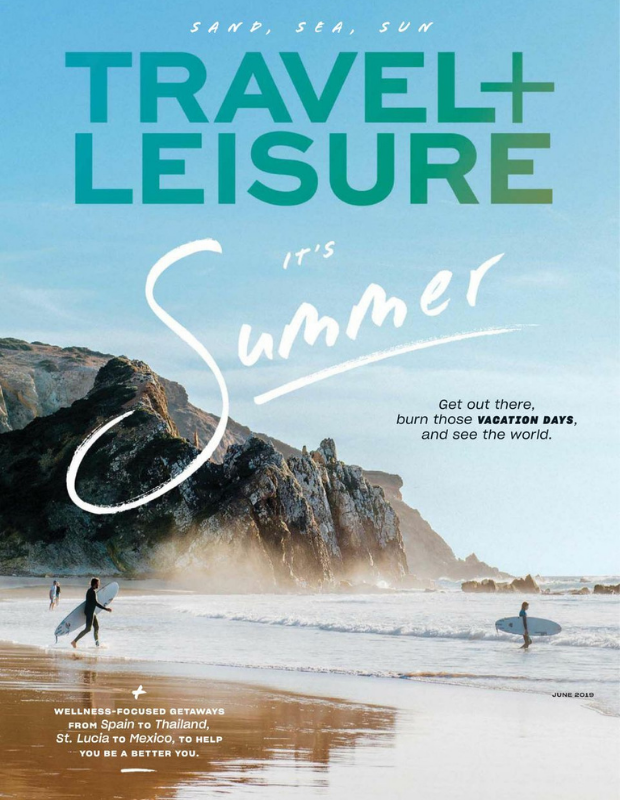 SAND, SEA, SUN
TRAVEL+
LEISURE
IT'S
Summer
Get out there,
burn those VACATION DAYS,
and see the world.
JUNE 2019
+
WELLNESS-FOCUSED GETAWAYS
FROM Spain TO Thailand,
St. Lucia TO Mexico, TO HELP
YOU BE A BETTER YOU.